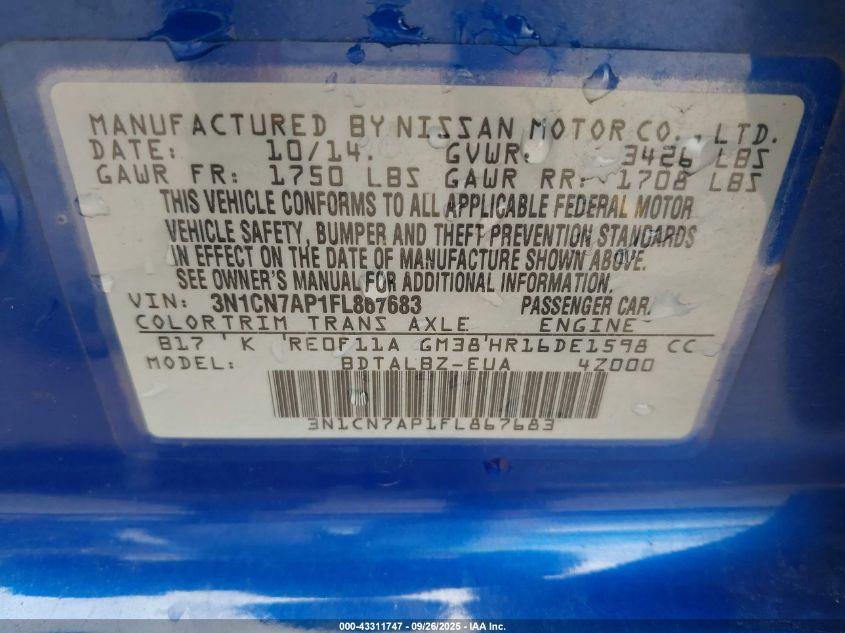 MANUFACTURED BY NISSAN MOTOR CO., LTD.
DATE: 10/14. GVWR: 3426 LBS
GAWR FR: 1750 LBS GAWR RR: 1708 LBS
THIS VEHICLE CONFORMS TO ALL APPLICABLE FEDERAL MOTOR
VEHICLE SAFETY, BUMPER AND THEFT PREVENTION STANDARDS
IN EFFECT ON THE DATE OF MANUFACTURE SHOWN ABOVE.
SEE OWNER'S MANUAL FOR ADDITIONAL INFORMATION.
VIN: 3N1CN7AP1FL867683 PASSENGER CAR.
COLOR TRIM TRANS AXLE ENGINE
B17 'K 'RE0F11A GM38'HR16DE1598 CC
MODEL: BDTALBZ-EUA 4Z000
3N1CN7AP1FL867683
000-43311747 - 09/26/2025 - IAA Inc.